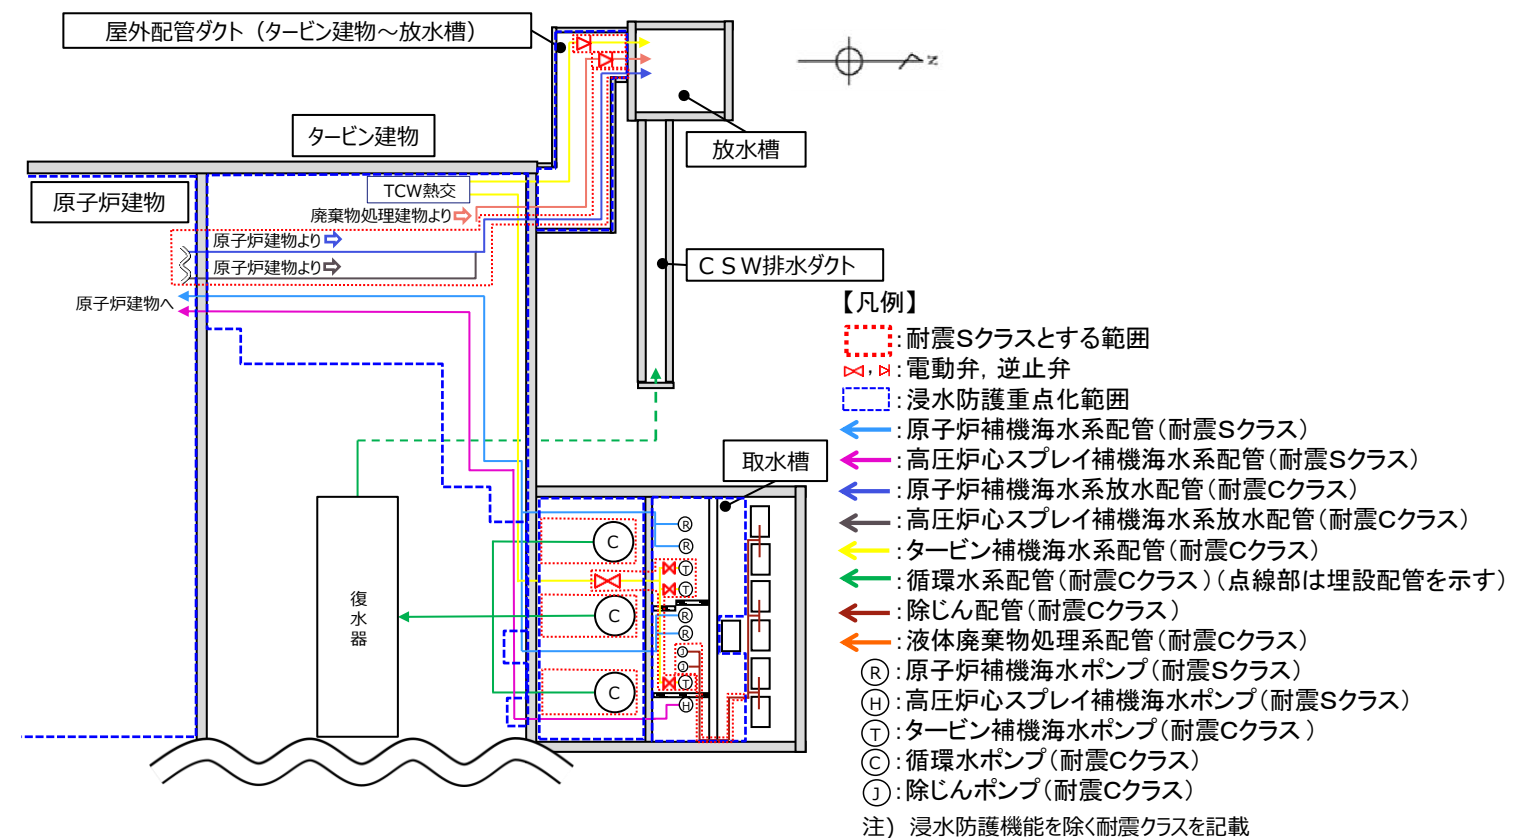 屋外配管ダクト（タービン建物～放水槽）
z
タービン建物
放水槽
原子炉建物
TCW熱交
廃棄物処理建物より
原子炉建物より
原子炉建物より
原子炉建物へ
ＣＳＷ排水ダクト
取水槽
復水器
C
C
C
R
R
T
T
R
R
J
J
T
H
【凡例】
:耐震Sクラスとする範囲
, :電動弁, 逆止弁
:浸水防護重点化範囲
:原子炉補機海水系配管(耐震Sクラス)
:高圧炉心スプレイ補機海水系配管(耐震Sクラス)
:原子炉補機海水系放水配管(耐震Cクラス)
:高圧炉心スプレイ補機海水系放水配管(耐震Cクラス)
:タービン補機海水系配管(耐震Cクラス)
:循環水系配管(耐震Cクラス)(点線部は埋設配管を示す)
:除じん配管(耐震Cクラス)
:液体廃棄物処理系配管(耐震Cクラス)
R:原子炉補機海水ポンプ(耐震Sクラス)
H:高圧炉心スプレイ補機海水ポンプ(耐震Sクラス)
T:タービン補機海水ポンプ(耐震Cクラス)
C:循環水ポンプ(耐震Cクラス)
J:除じんポンプ(耐震Cクラス)
注） 浸水防護機能を除く耐震クラスを記載